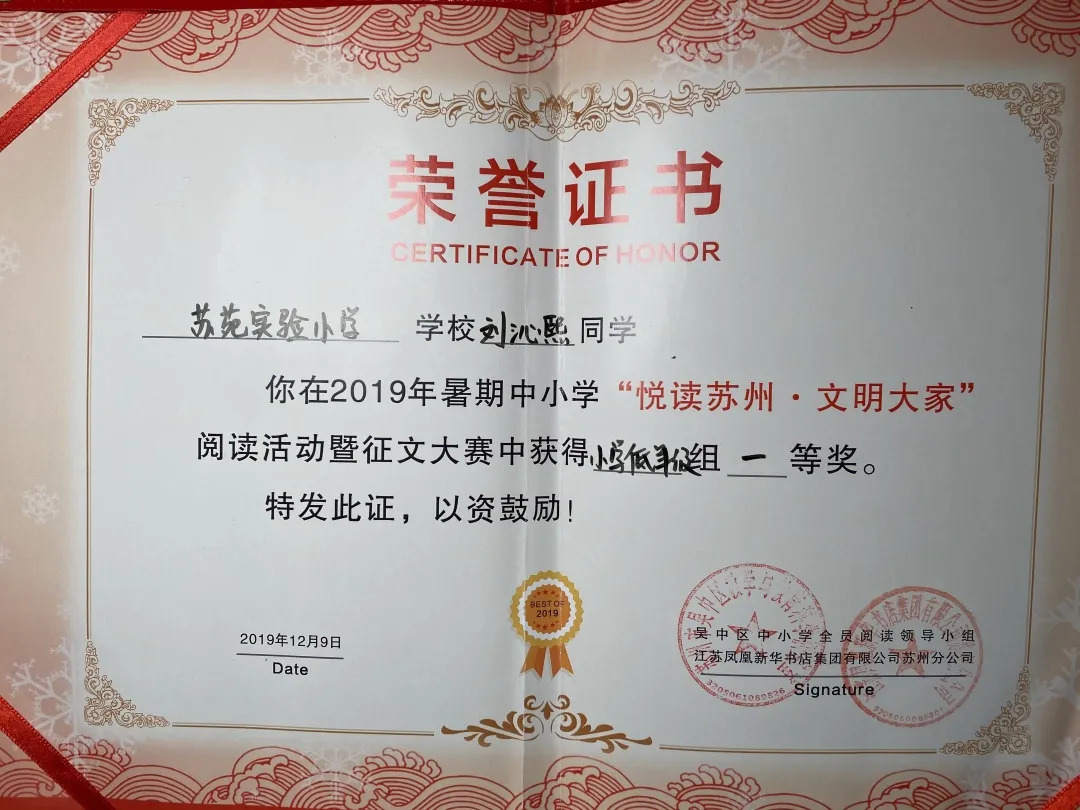 荣誉证书
CERTIFICATE OF HONOR
苏苑实验小学 学校刘沁熙同学
你在2019年暑期中小学“悦读苏州·文明大家”
阅读活动暨征文大赛中获得小学低年级组 一 等奖。
特发此证，以资鼓励！
BEST OF
2019
2019年12月9日
Date
吴中区中小学全员阅读领导小组
江苏凤凰新华书店集团有限公司苏州分公司
Signature